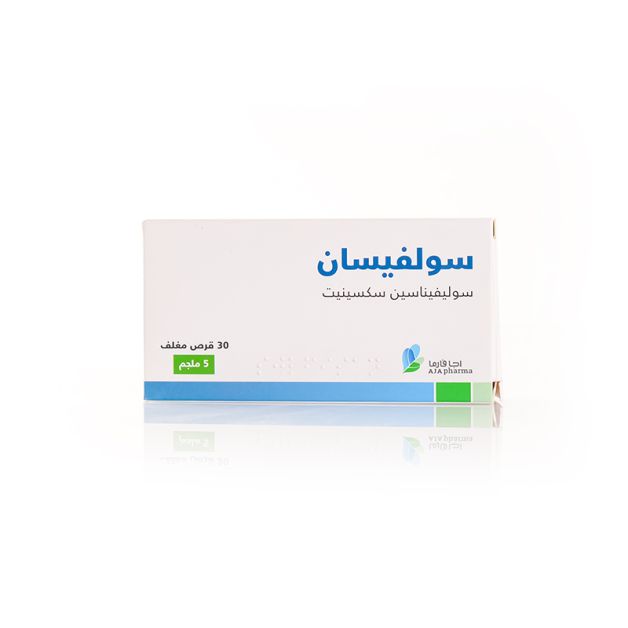 سولفيسان
سوليفيناسين سكسينيت
30 قرص مغلف
5 ملجم
اجا فارما
AJA pharma